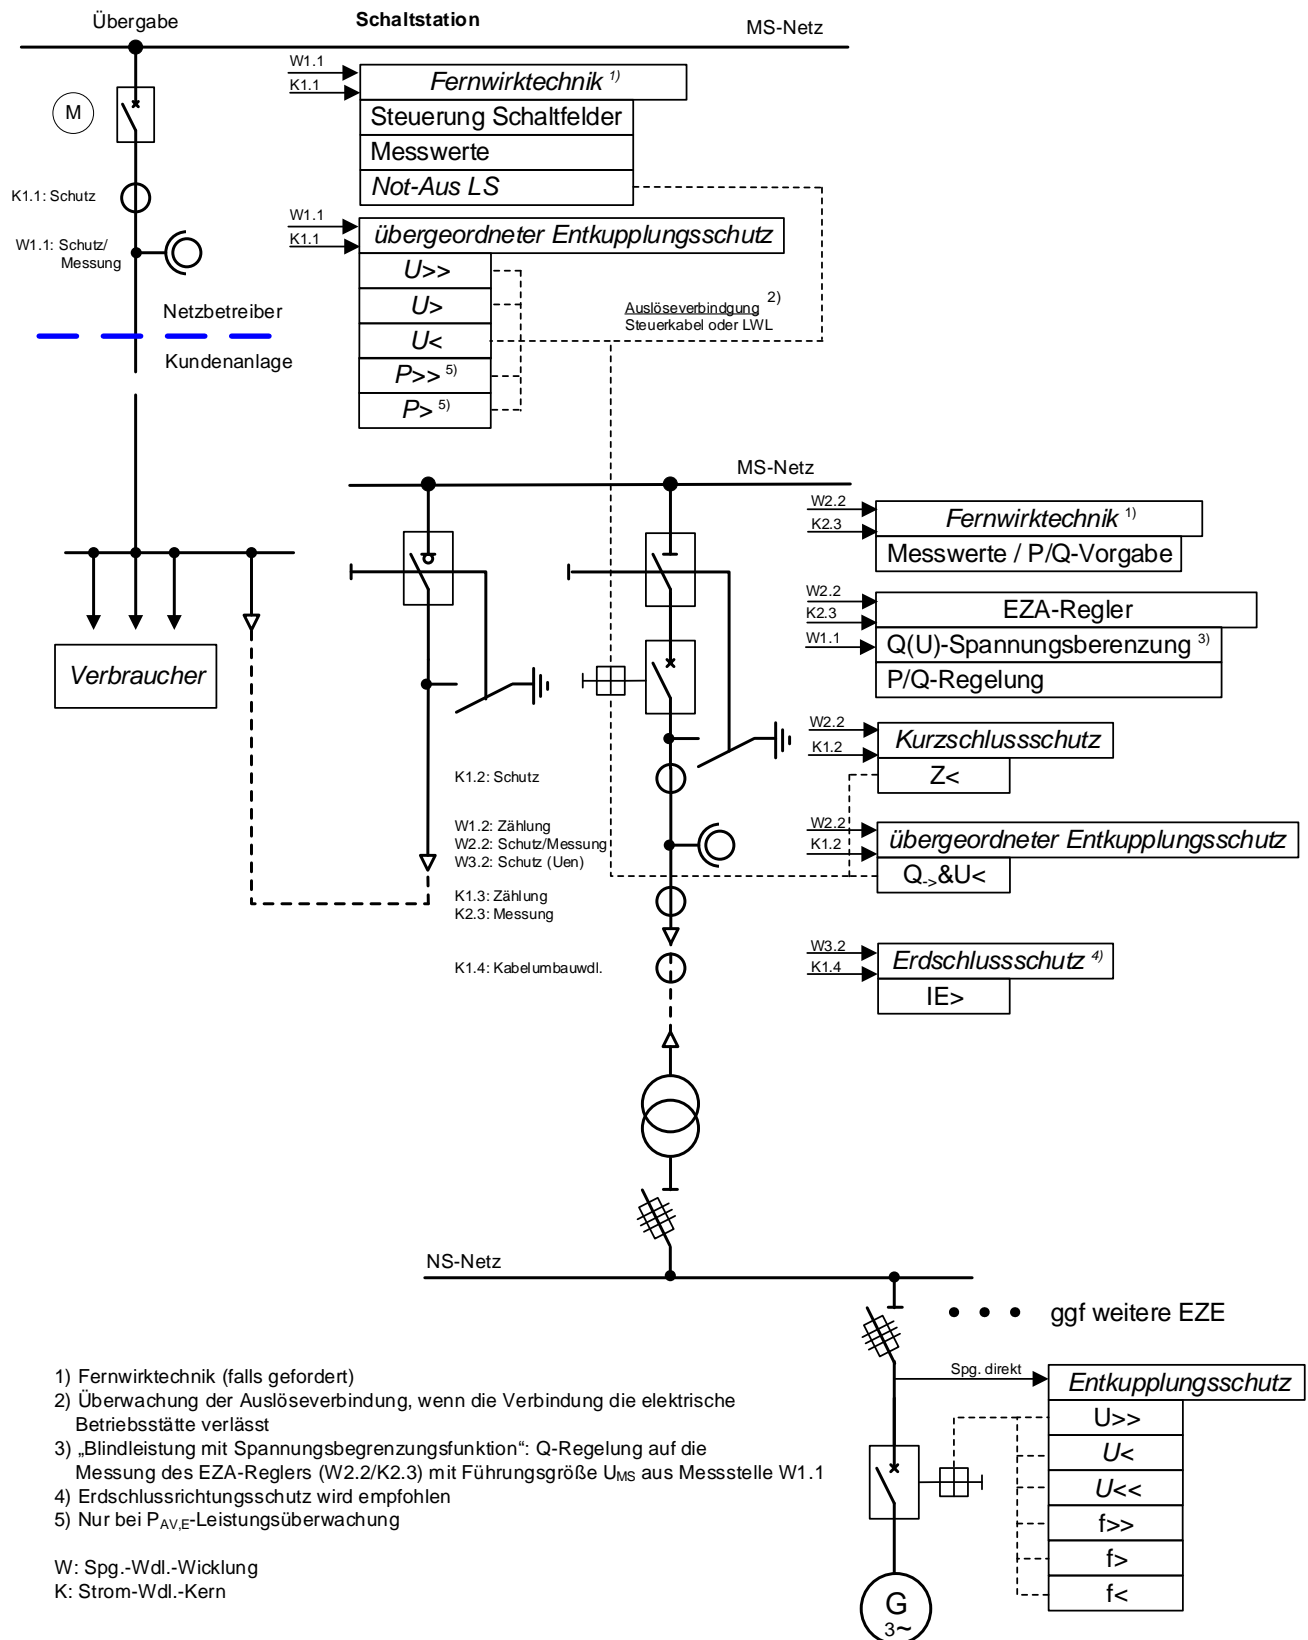 Übergabe
Schaltstation
MS-Netz
M
K1.1: Schutz
W1.1: Schutz/
Messung
Netzbetreiber
Kundenanlage
Verbraucher
W1.1
K1.1
Fernwirktechnik 1)
Steuerung Schaltfelder
Messwerte
Not-Aus LS
W1.1
K1.1
übergeordneter Entkupplungsschutz
U>>
U>
U<
P>> 5)
P> 5)
Auslöseverbindgung 2)
Steuerkabel oder LWL
MS-Netz
K1.2: Schutz
W1.2: Zählung
W2.2: Schutz/Messung
W3.2: Schutz (Uen)
K1.3: Zählung
K2.3: Messung
K1.4: Kabelumbauwdl.
W2.2
K2.3
Fernwirktechnik 1)
Messwerte / P/Q-Vorgabe
W2.2
K2.3
W1.1
EZA-Regler
Q(U)-Spannungsberenzung 3)
P/Q-Regelung
W2.2
K1.2
Kurzschlussschutz
Z<
W2.2
K1.2
übergeordneter Entkupplungsschutz
Q->&U<
W3.2
K1.4
Erdschlussschutz 4)
IE>
NS-Netz
ggf weitere EZE
Spg. direkt
Entkupplungsschutz
U>>
U<
U<<
f>>
f>
f<
G
3~
1) Fernwirktechnik (falls gefordert)
2) Überwachung der Auslöseverbindung, wenn die Verbindung die elektrische
Betriebsstätte verlässt
3) „Blindleistung mit Spannungsbegrenzungsfunktion“: Q-Regelung auf die
Messung des EZA-Reglers (W2.2/K2.3) mit Führungsgröße UMS aus Messstelle W1.1
4) Erdschlussrichtungsschutz wird empfohlen
5) Nur bei PAV,E-Leistungsüberwachung
W: Spg.-Wdl.-Wicklung
K: Strom-Wdl.-Kern